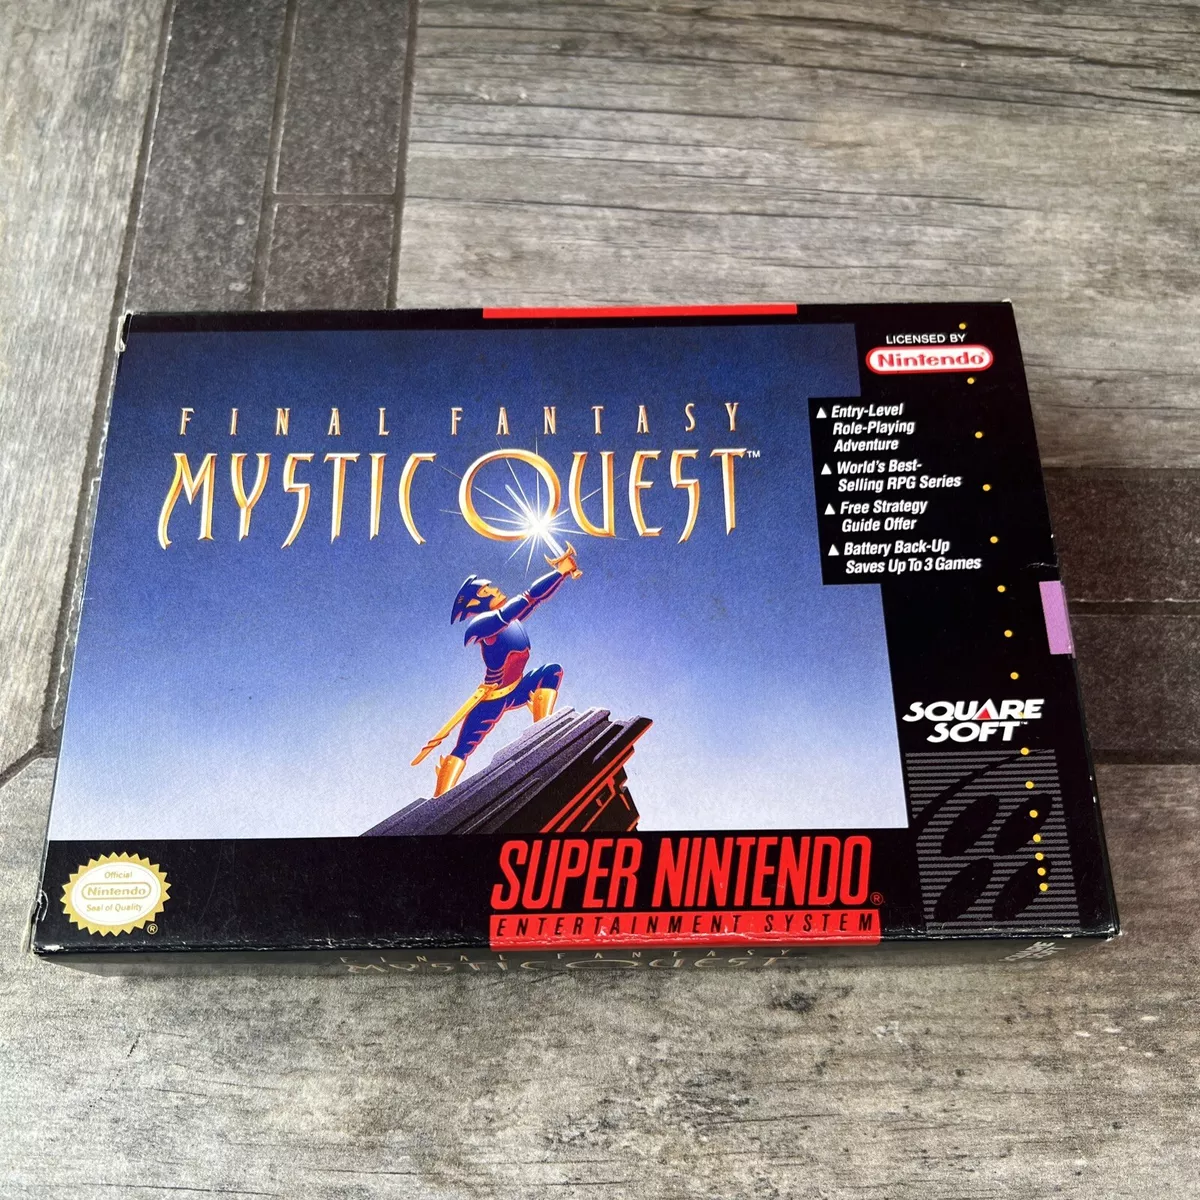 LICENSED BY
Nintendo®
FINAL FANTASY
MYSTIC QUEST™
▲ Entry-Level
Role-Playing
Adventure
▲ World's Best-
Selling RPG Series
▲ Free Strategy
Guide Offer
▲ Battery Back-Up
Saves Up To 3 Games
SQUARE
SOFT™
Official
Nintendo
Seal of Quality
®
SUPER NINTENDO®
ENTERTAINMENT SYSTEM
FINAL FANTASY
MYSTIC QUEST